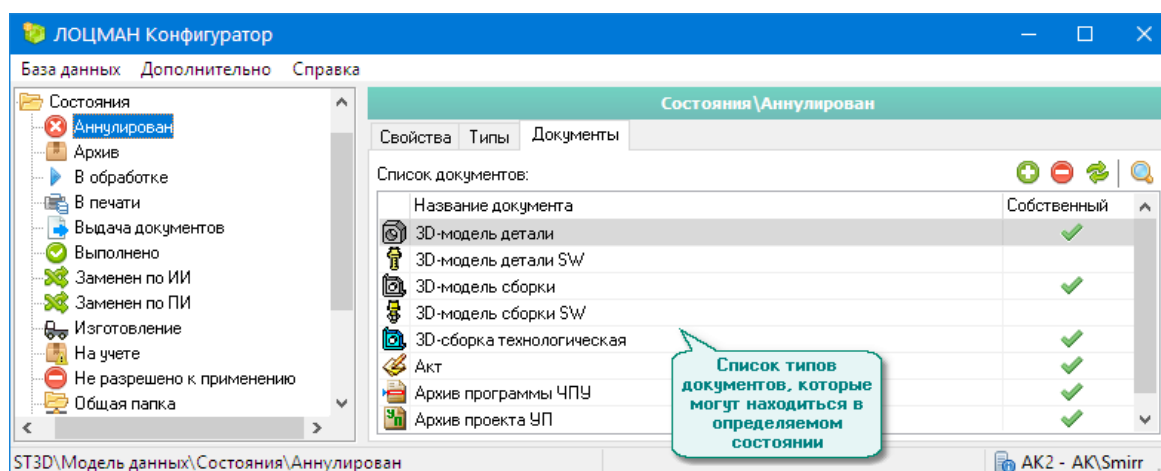 ЛОЦМАН Конфигуратор
База данных Дополнительно Справка
Состояния
Аннулирован
Архив
В обработке
В печати
Выдача документов
Выполнено
Заменен по ИИ
Заменен по ПИ
Изготовление
На учете
Не разрешено к применению
Общая папка
Состояния\Аннулирован
Свойства Типы Документы
Список документов:
Название документа Собственный
3D-модель детали
3D-модель детали SW
3D-модель сборки
3D-модель сборки SW
3D-сборка технологическая
Акт
Архив программы ЧПУ
Архив проекта УП
Список типов
документов, которые
могут находиться в
определяемом
состоянии
ST3D\Модель данных\Состояния\Аннулирован
AK2 - AK\Smirr